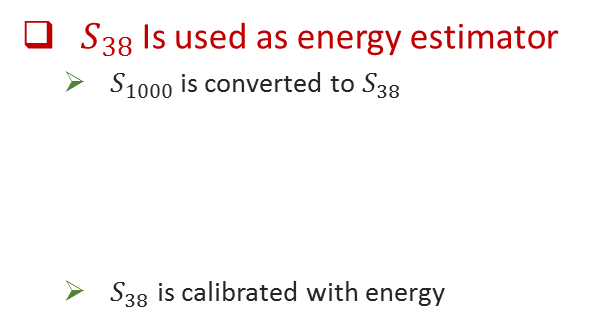 ❑ S₃₈ Is used as energy estimator
➢ S₁₀₀₀ is converted to S₃₈
➢ S₃₈ is calibrated with energy